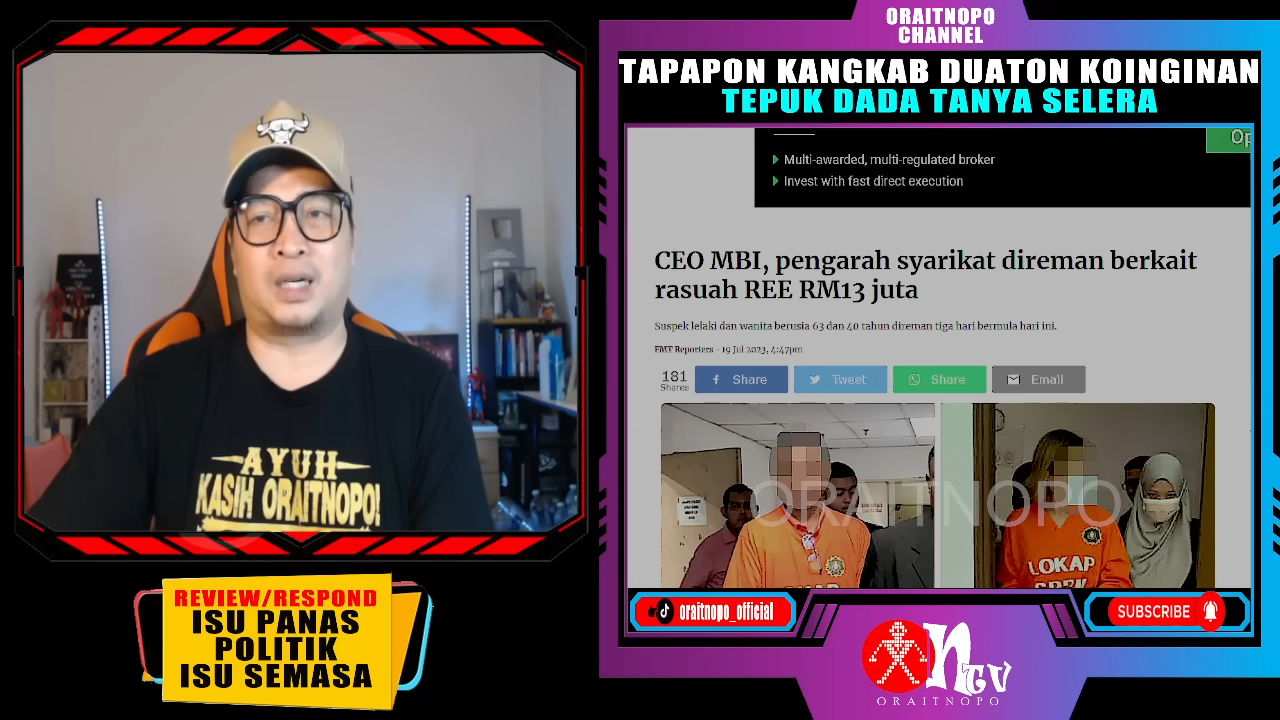 ORAITNOPO
CHANNEL
TAPAPON KANGKAB DUATON KOINGINAN
TEPUK DADA TANYA SELERA
Multi-awarded, multi-regulated broker
Invest with fast direct execution
CEO MBI, pengarah syarikat direman berkait
rasuah REE RM13 juta
Suspek lelaki dan wanita berusia 63 dan 40 tahun direman tiga hari bermula hari ini.
FMT Reporters - 19 Jul 2023, 4:47pm
181
Shares
Share
Tweet
Share
Email
ORAITNOPO
LOKAP
AYUH
KASIH ORAITNOPO!
REVIEW/RESPOND
ISU PANAS
POLITIK
ISU SEMASA
oraitnopo_official
SUBSCRIBE
nTV
ORAITNOPO